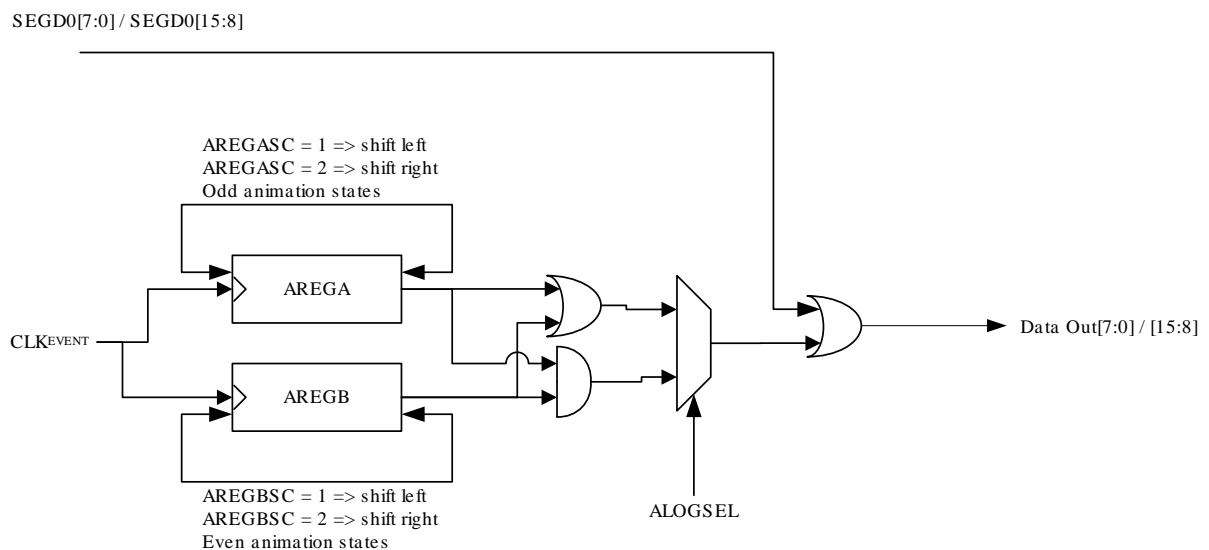 SEGD0[7:0] / SEGD0[15:8]
AREGASC = 1 => shift left
AREGASC = 2 => shift right
Odd animation states
AREGA
CLKEVENT
Data Out[7:0] / [15:8]
AREGB
AREGBSC = 1 => shift left
AREGBSC = 2 => shift right
Even animation states
ALOGSEL